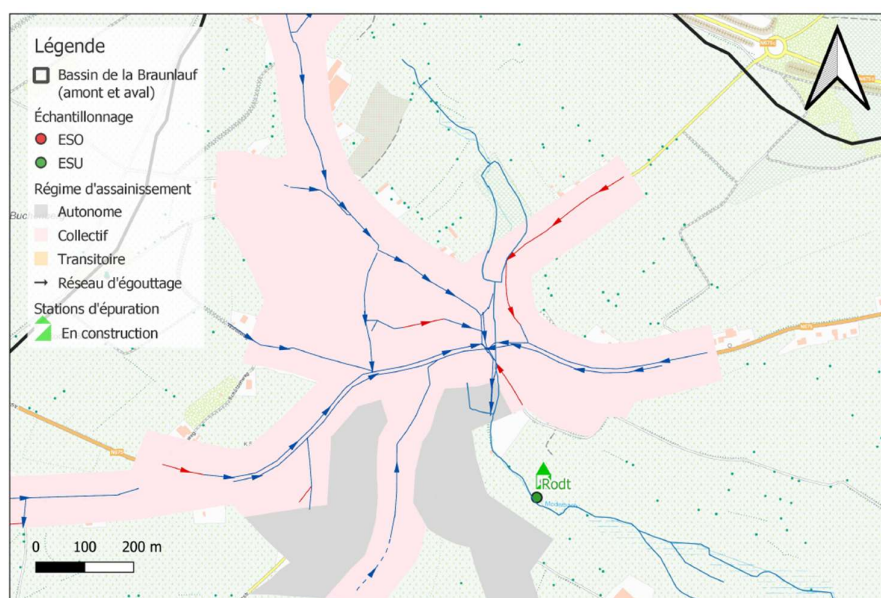 Légende
Bassin de la Braunlauf
(amont et aval)
Échantillonnage
ESO
ESU
Régime d'assainissement
Autonome
Collectif
Transitoire
Réseau d'égouttage
Stations d'épuration
En construction
Buc
Rodt
0 100 200 m